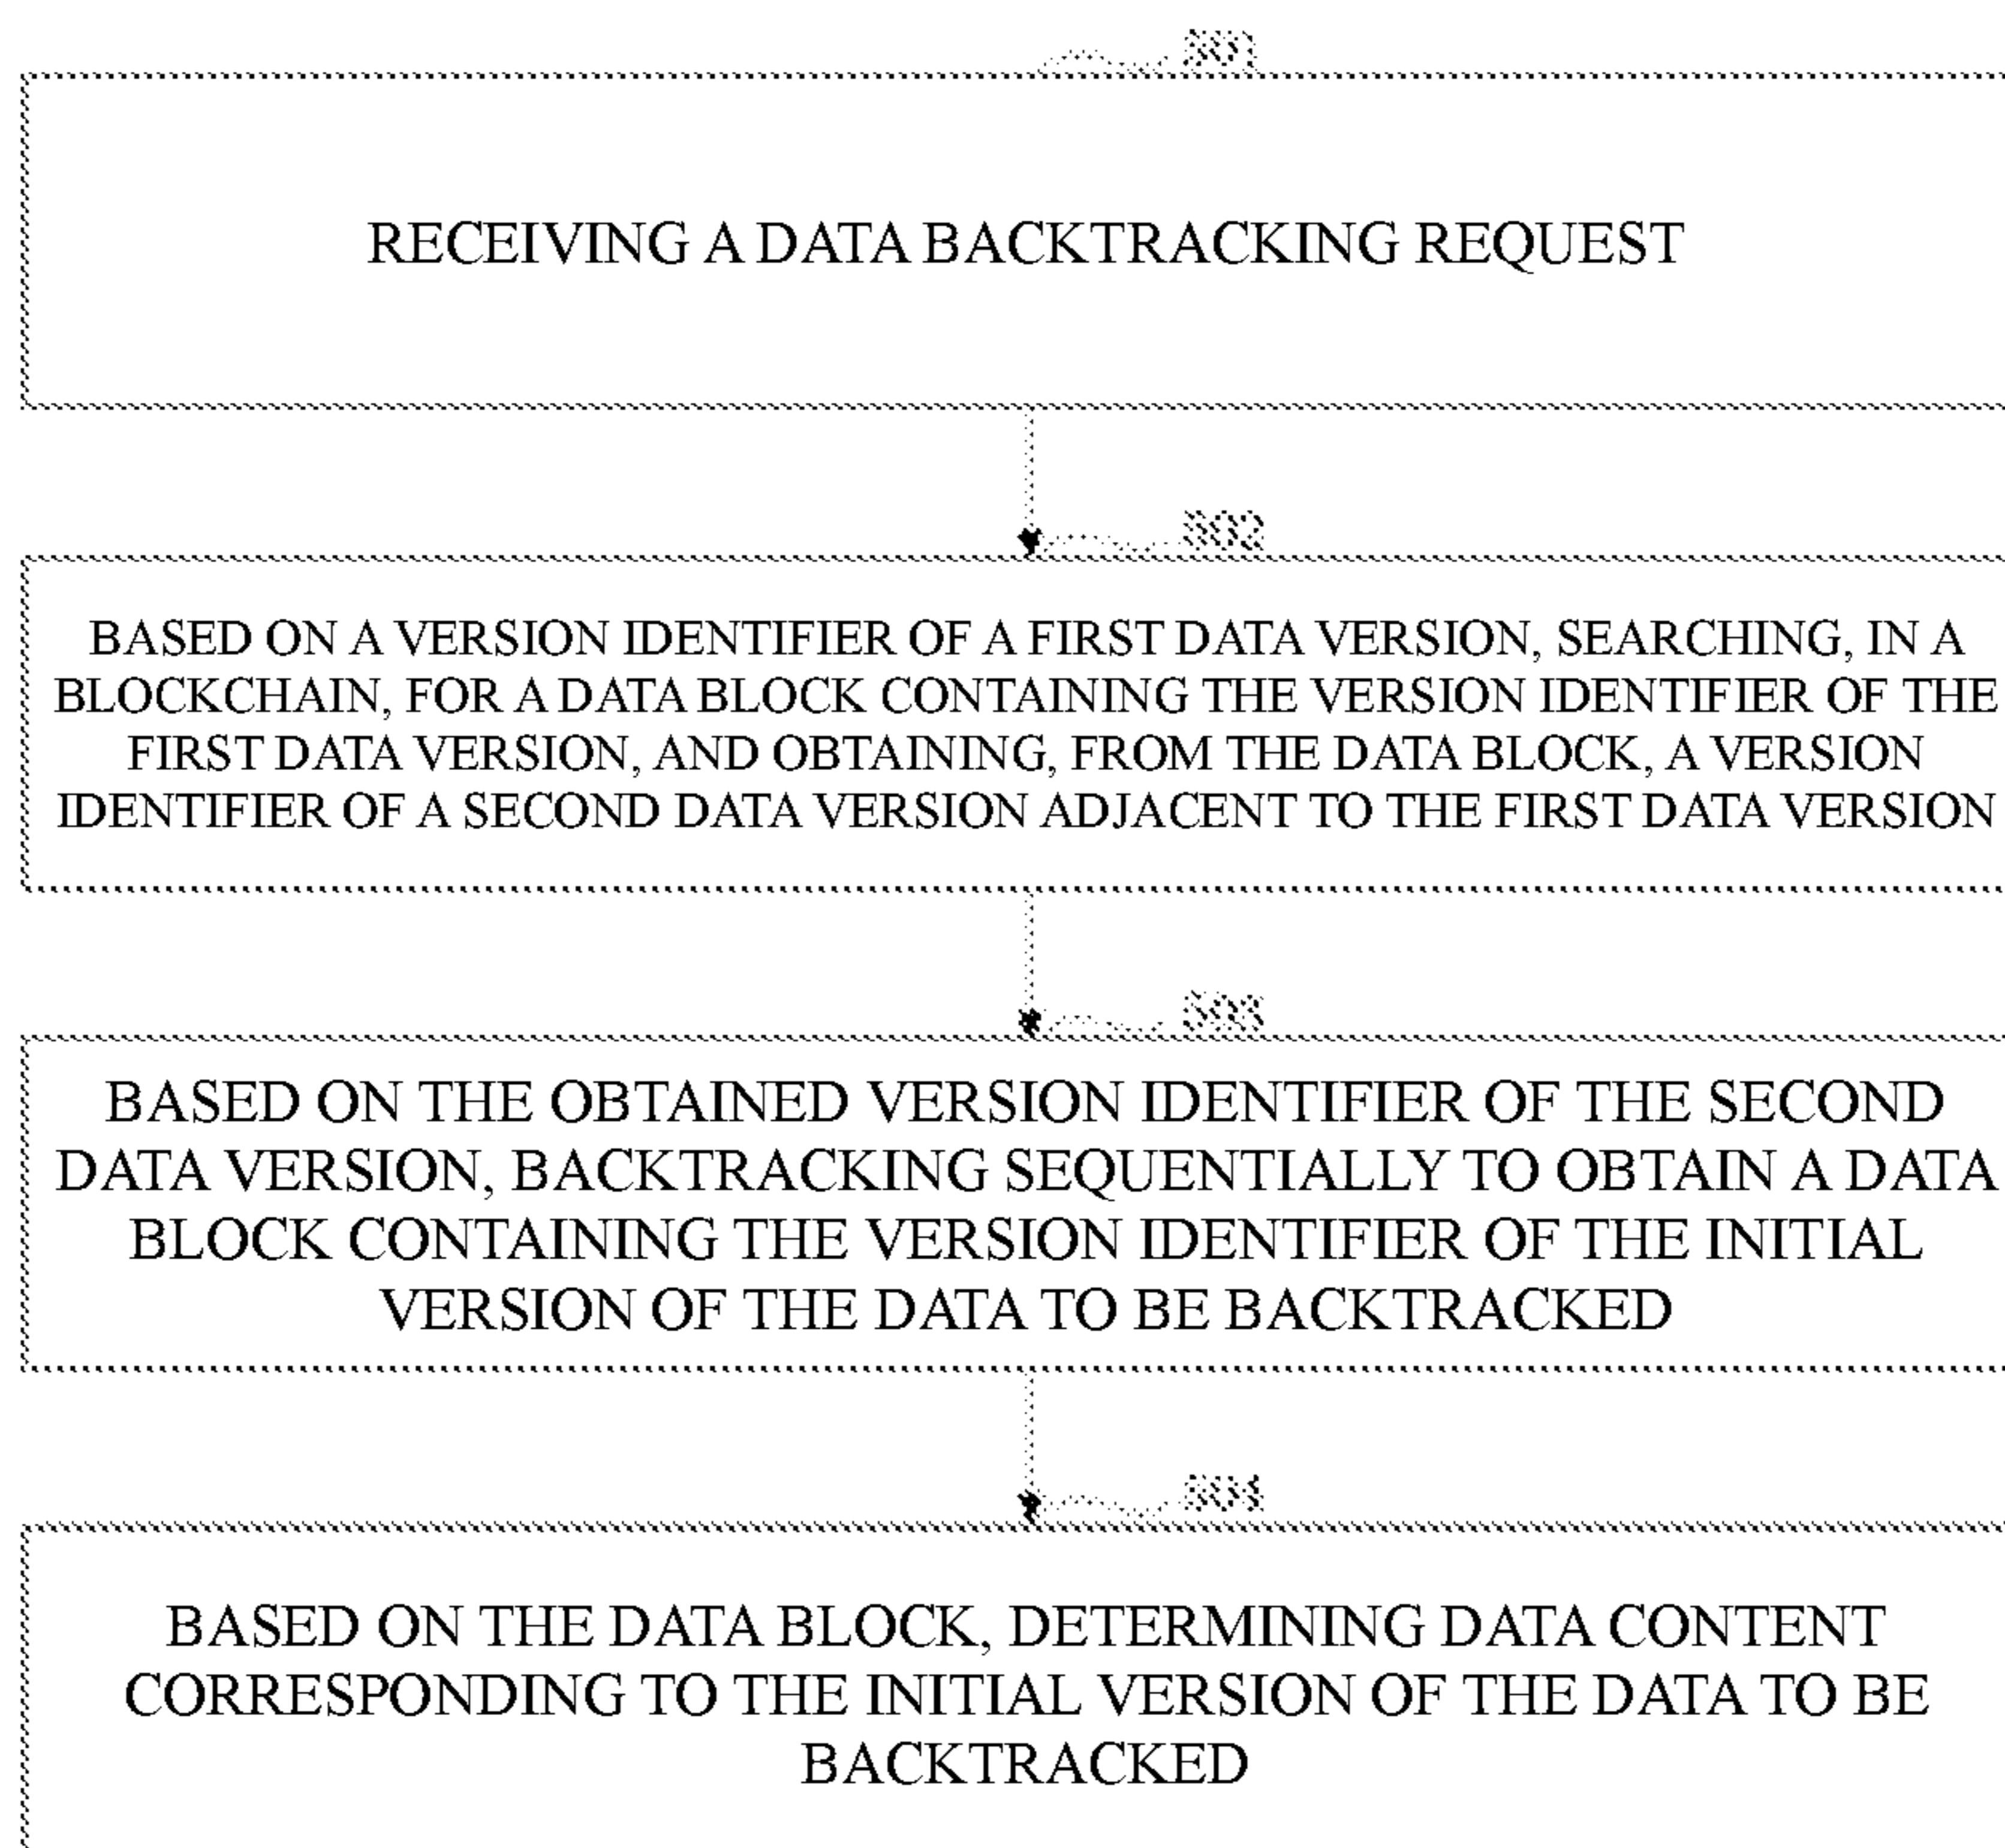 RECEIVING A DATA BACKTRACKING REQUEST
BASED ON A VERSION IDENTIFIER OF A FIRST DATA VERSION, SEARCHING, IN A
BLOCKCHAIN, FOR A DATA BLOCK CONTAINING THE VERSION IDENTIFIER OF THE
FIRST DATA VERSION, AND OBTAINING, FROM THE DATA BLOCK, A VERSION
IDENTIFIER OF A SECOND DATA VERSION ADJACENT TO THE FIRST DATA VERSION
BASED ON THE OBTAINED VERSION IDENTIFIER OF THE SECOND
DATA VERSION, BACKTRACKING SEQUENTIALLY TO OBTAIN A DATA
BLOCK CONTAINING THE VERSION IDENTIFIER OF THE INITIAL
VERSION OF THE DATA TO BE BACKTRACKED
BASED ON THE DATA BLOCK, DETERMINING DATA CONTENT
CORRESPONDING TO THE INITIAL VERSION OF THE DATA TO BE
BACKTRACKED